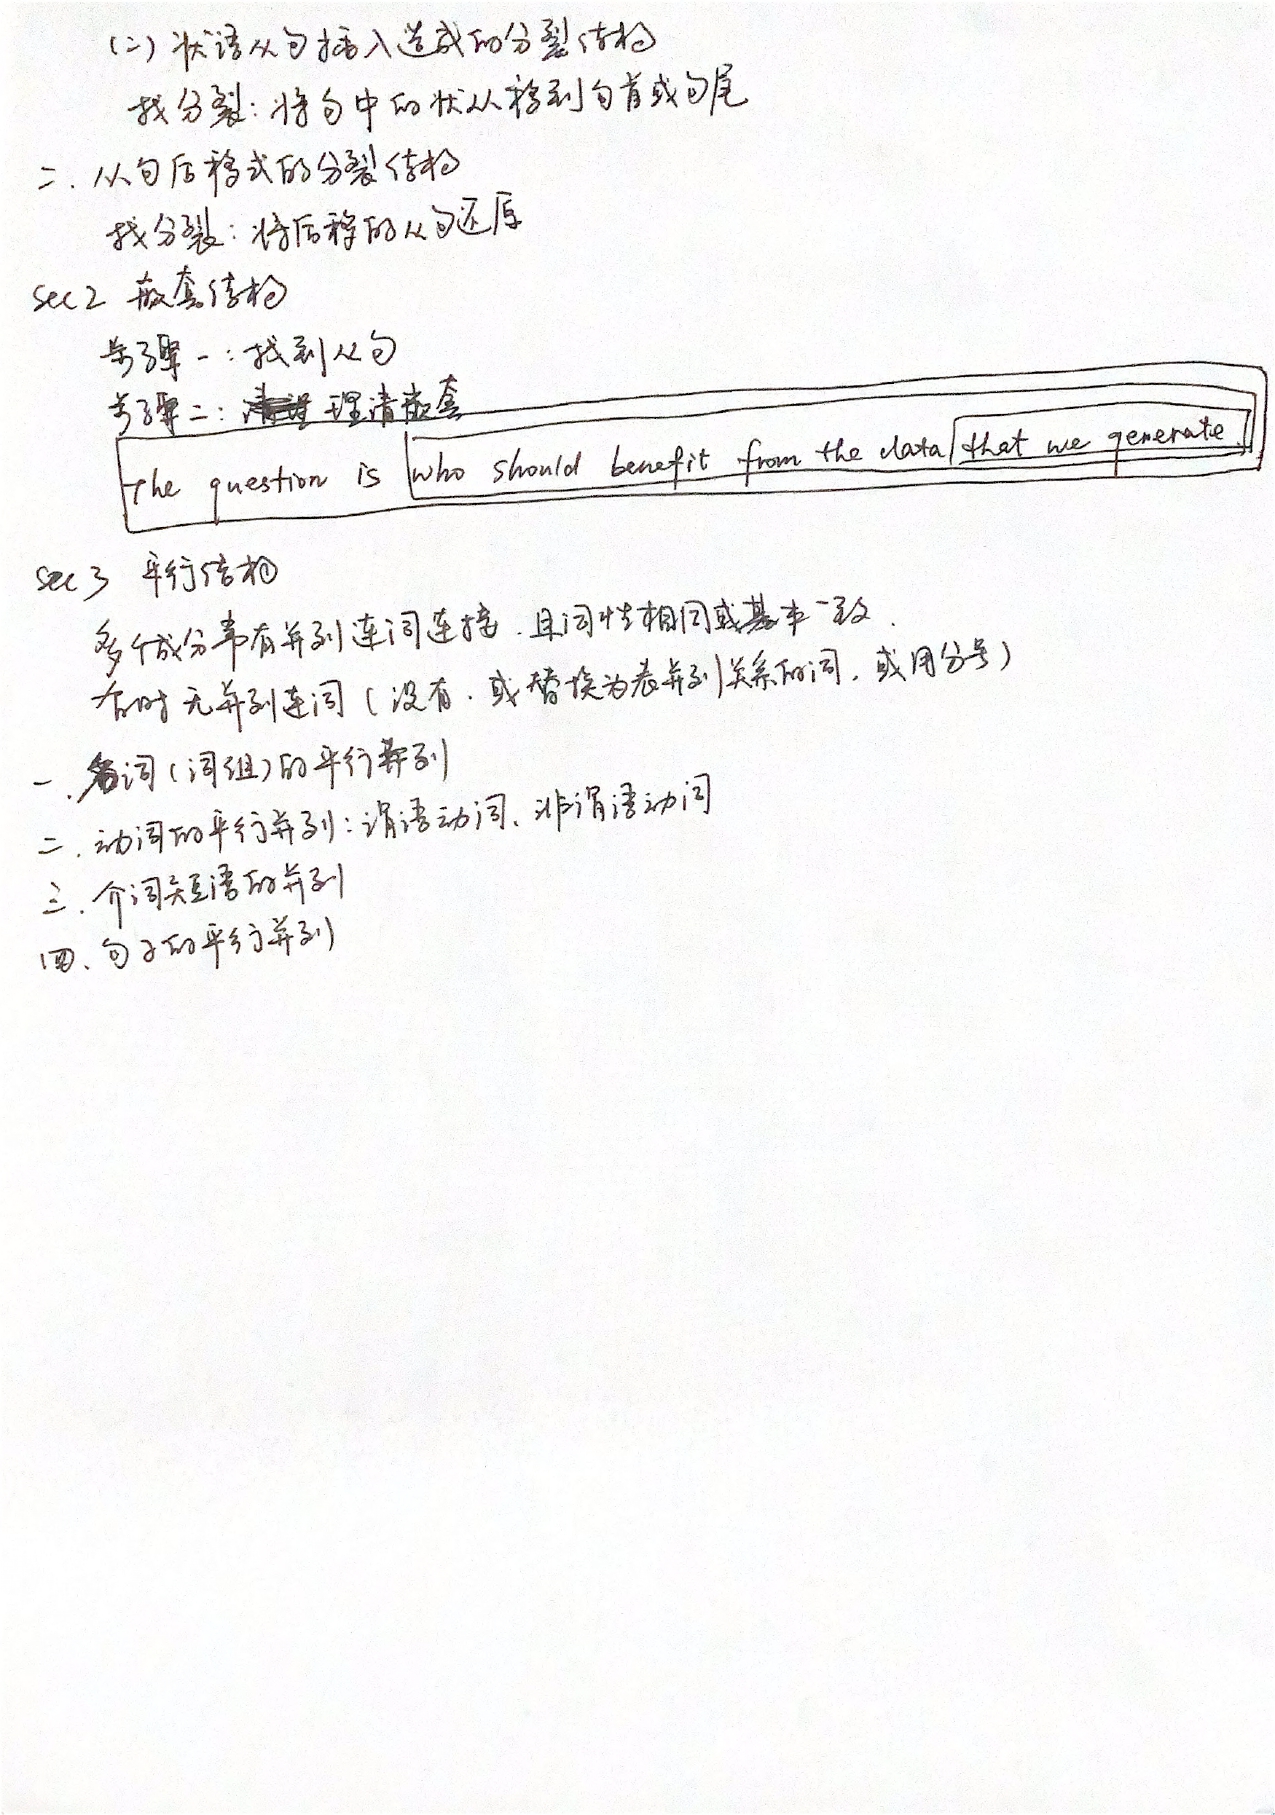 (二) 状语从句插入造成的分裂结构
找分裂：将句中的状从移到句首或句尾
二、从句后移式的分裂结构
找分裂：将后移的从句还原
sec2 嵌套结构
步骤一：找到从句
步骤二：理清嵌套
The question is who should benefit from the data that we generate.
sec3 平行结构
多个成分常有并列连词连接，且词性相同或基本一致.
有时无并列连词 (没有，或替换为表并列关系的词，或用分号)
一、名词(词组)的平行并列
二、动词的平行并列：谓语动词、非谓语动词
三、介词短语的并列
四、句子的平行并列